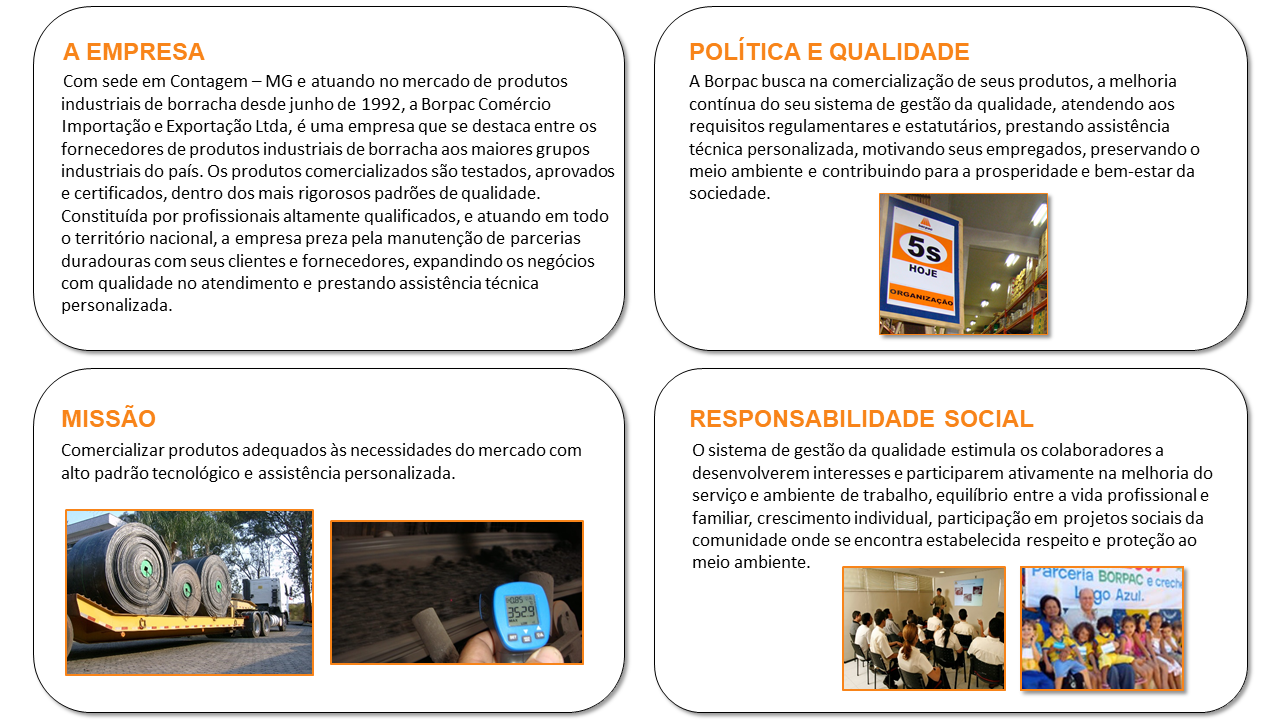 A EMPRESA
Com sede em Contagem – MG e atuando no mercado de produtos
industriais de borracha desde junho de 1992, a Borpac Comércio
Importação e Exportação Ltda, é uma empresa que se destaca entre os
fornecedores de produtos industriais de borracha aos maiores grupos
industriais do país. Os produtos comercializados são testados, aprovados
e certificados, dentro dos mais rigorosos padrões de qualidade.
Constituída por profissionais altamente qualificados, e atuando em todo
o território nacional, a empresa preza pela manutenção de parcerias
duradouras com seus clientes e fornecedores, expandindo os negócios
com qualidade no atendimento e prestando assistência técnica
personalizada.
POLÍTICA E QUALIDADE
A Borpac busca na comercialização de seus produtos, a melhoria
contínua do seu sistema de gestão da qualidade, atendendo aos
requisitos regulamentares e estatutários, prestando assistência
técnica personalizada, motivando seus empregados, preservando o
meio ambiente e contribuindo para a prosperidade e bem-estar da
sociedade.
5s
HOJE
ORGANIZAÇÃO
MISSÃO
Comercializar produtos adequados às necessidades do mercado com
alto padrão tecnológico e assistência personalizada.
352.9
RESPONSABILIDADE SOCIAL
O sistema de gestão da qualidade estimula os colaboradores a
desenvolverem interesses e participarem ativamente na melhoria do
serviço e ambiente de trabalho, equilíbrio entre a vida profissional e
familiar, crescimento individual, participação em projetos sociais da
comunidade onde se encontra estabelecida respeito e proteção ao
meio ambiente.
Parceria BORPAC e crech
Lago Azul.